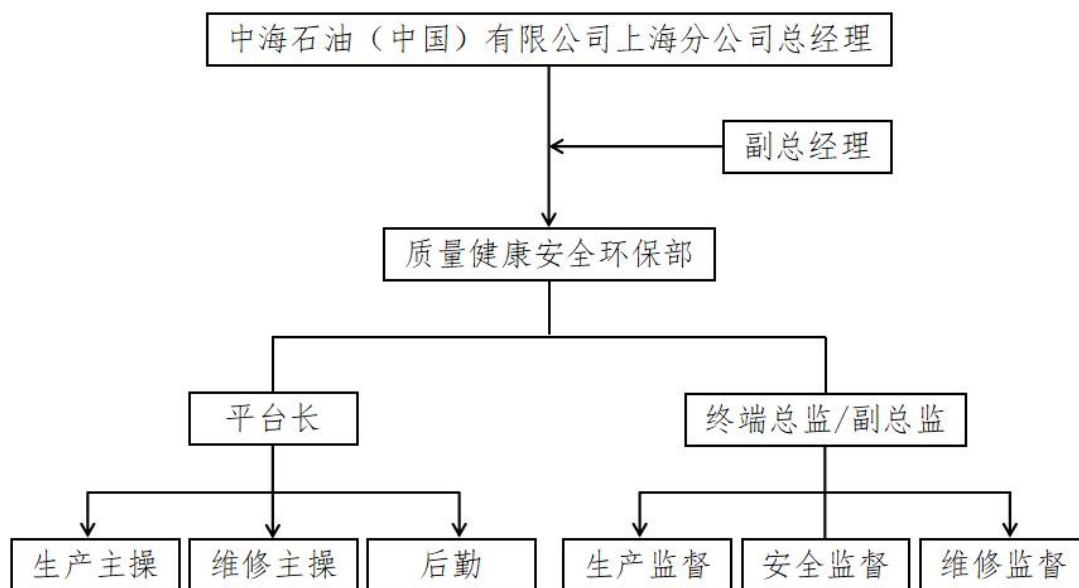 中海石油（中国）有限公司上海分公司总经理
副总经理
质量健康安全环保部
平台长
终端总监/副总监
生产主操
维修主操
后勤
生产监督
安全监督
维修监督